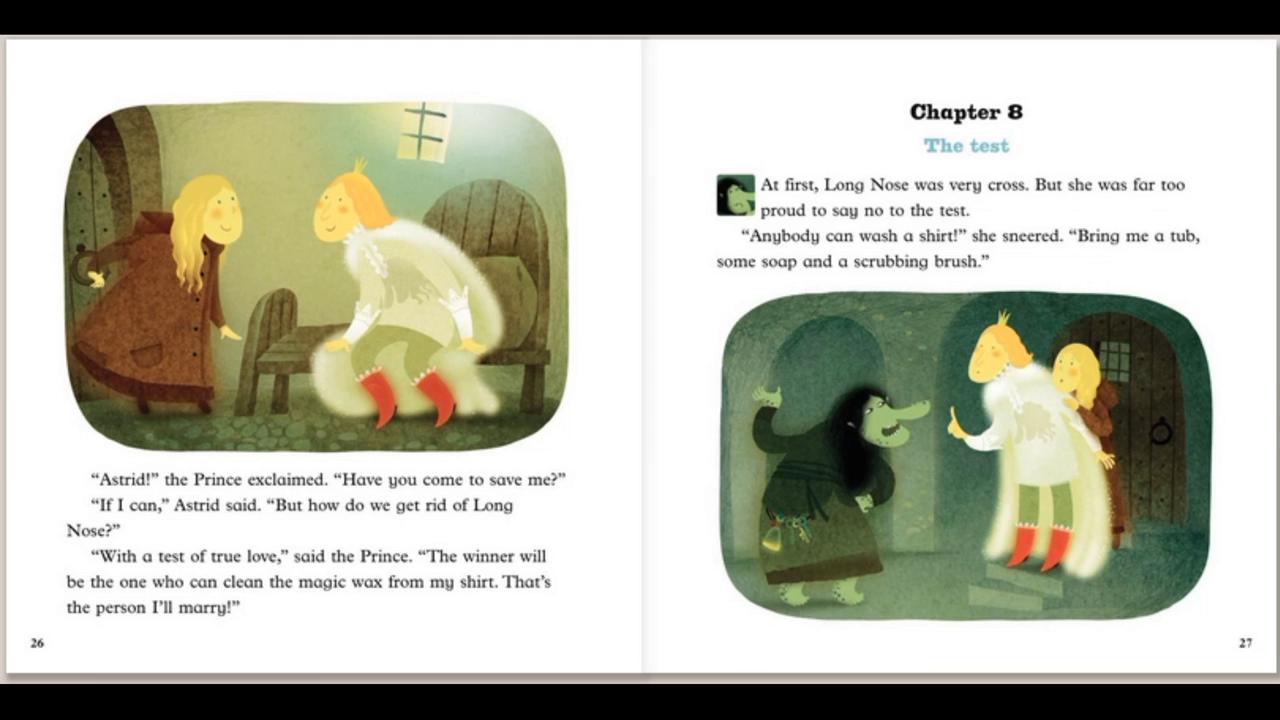 “Astrid!” the Prince exclaimed. “Have you come to save me?”
“If I can,” Astrid said. “But how do we get rid of Long
Nose?”
“With a test of true love,” said the Prince. “The winner will
be the one who can clean the magic wax from my shirt. That’s
the person I’ll marry!”
26
Chapter 8
The test
At first, Long Nose was very cross. But she was far too
proud to say no to the test.
“Anybody can wash a shirt!” she sneered. “Bring me a tub,
some soap and a scrubbing brush.”
27